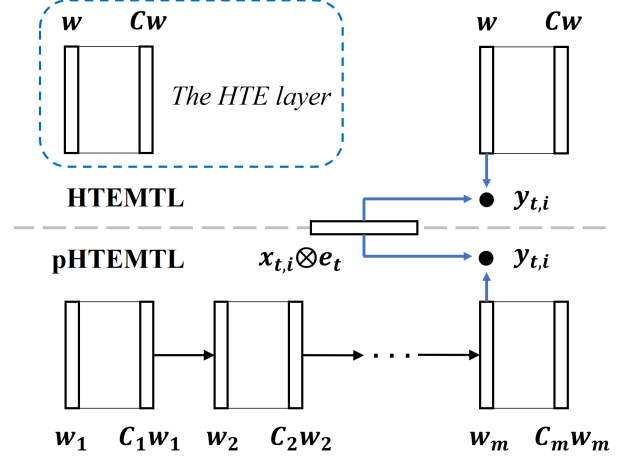 w Cw w Cw
The HTE layer
HTEMTL y_{t,i}
x_{t,i}⊗e_t
pHTEMTL y_{t,i}
· · ·
w_1 C_1w_1 w_2 C_2w_2 w_m C_mw_m